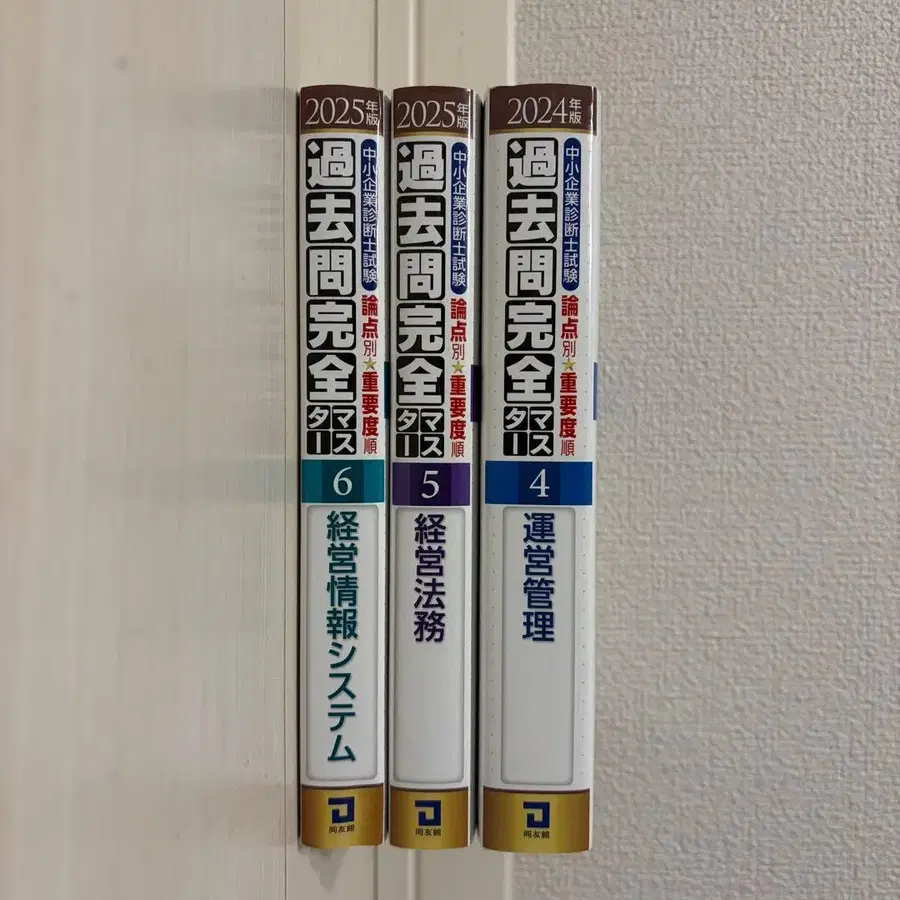 2025年版
中小企業診断士試験
論点別★重要度順
過去問完全マスター
6
経営情報システム
同友館
2025年版
中小企業診断士試験
論点別★重要度順
過去問完全マスター
5
経営法務
同友館
2024年版
中小企業診断士試験
論点別★重要度順
過去問完全マスター
4
運営管理
同友館